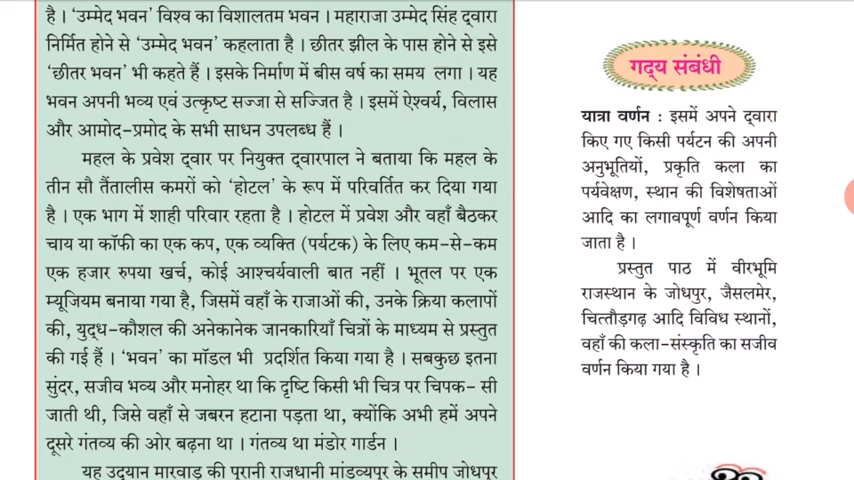 है । ‘उम्मेद भवन’ विश्व का विशालतम भवन । महाराजा उम्मेद सिंह द्‌वारा
निर्मित होने से ‘उम्मेद भवन’ कहलाता है । छीतर झील के पास होने से इसे
‘छीतर भवन’ भी कहते हैं । इसके निर्माण में बीस वर्ष का समय लगा । यह
भवन अपनी भव्य एवं उत्कृष्ट सज्जा से सज्जित है । इसमें ऐश्वर्य, विलास
और आमोद-प्रमोद के सभी साधन उपलब्ध हैं ।
महल के प्रवेश द्‌वार पर नियुक्त द्‌वारपाल ने बताया कि महल के
तीन सौ तैंतालीस कमरों को ‘होटल’ के रूप में परिवर्तित कर दिया गया
है । एक भाग में शाही परिवार रहता है । होटल में प्रवेश और वहाँ बैठकर
चाय या कॉफी का एक कप, एक व्यक्ति (पर्यटक) के लिए कम-से-कम
एक हजार रुपया खर्च, कोई आश्चर्यवाली बात नहीं । भूतल पर एक
म्यूजियम बनाया गया है, जिसमें वहाँ के राजाओं की, उनके क्रिया कलापों
की, युद्‌ध-कौशल की अनेकानेक जानकारियाँ चित्रों के माध्यम से प्रस्तुत
की गई हैं । ‘भवन’ का मॉडल भी प्रदर्शित किया गया है । सबकुछ इतना
सुंदर, सजीव भव्य और मनोहर था कि दृष्टि किसी भी चित्र पर चिपक-सी
जाती थी, जिसे वहाँ से जबरन हटाना पड़ता था, क्योंकि अभी हमें अपने
दूसरे गंतव्य की ओर बढ़ना था । गंतव्य था मंडोर गार्डन ।
यह उद्‌यान मारवाड़ की पुरानी राजधानी मांडव्यपुर के समीप जोधपुर
गद्‌य संबंधी
यात्रा वर्णन : इसमें अपने द्‌वारा
किए गए किसी पर्यटन की अपनी
अनुभूतियों, प्रकृति कला का
पर्यवेक्षण, स्थान की विशेषताओं
आदि का लगावपूर्ण वर्णन किया
जाता है ।
प्रस्तुत पाठ में वीरभूमि
राजस्थान के जोधपुर, जैसलमेर,
चित्तौड़गढ़ आदि विविध स्थानों,
वहाँ की कला-संस्कृति का सजीव
वर्णन किया गया है ।